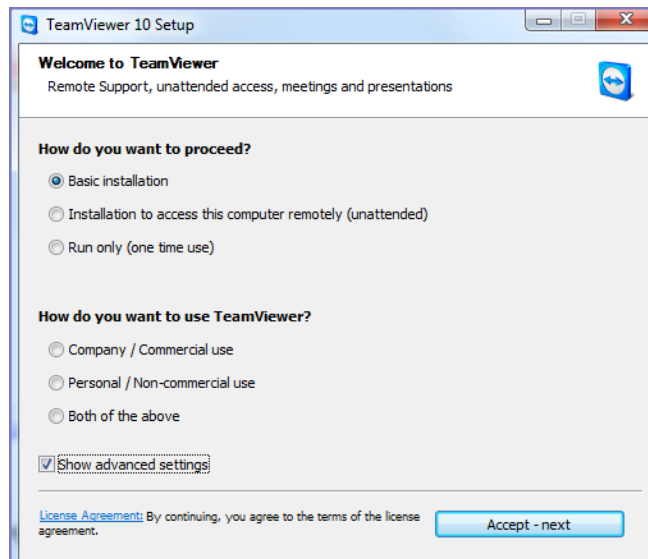 TeamViewer 10 Setup
Welcome to TeamViewer
Remote Support, unattended access, meetings and presentations
How do you want to proceed?
Basic installation
Installation to access this computer remotely (unattended)
Run only (one time use)
How do you want to use TeamViewer?
Company / Commercial use
Personal / Non-commercial use
Both of the above
Show advanced settings
License Agreement: By continuing, you agree to the terms of the license
agreement.
Accept - next